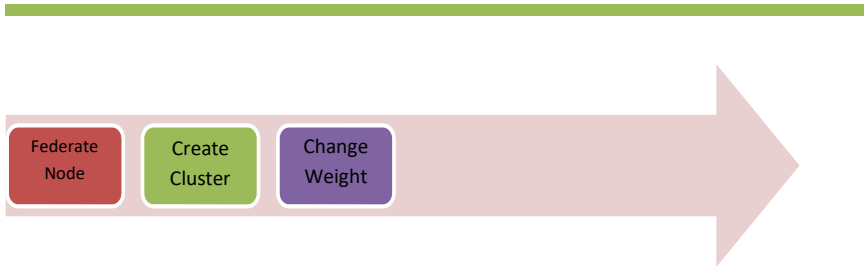 Federate
Node
Create
Cluster
Change
Weight